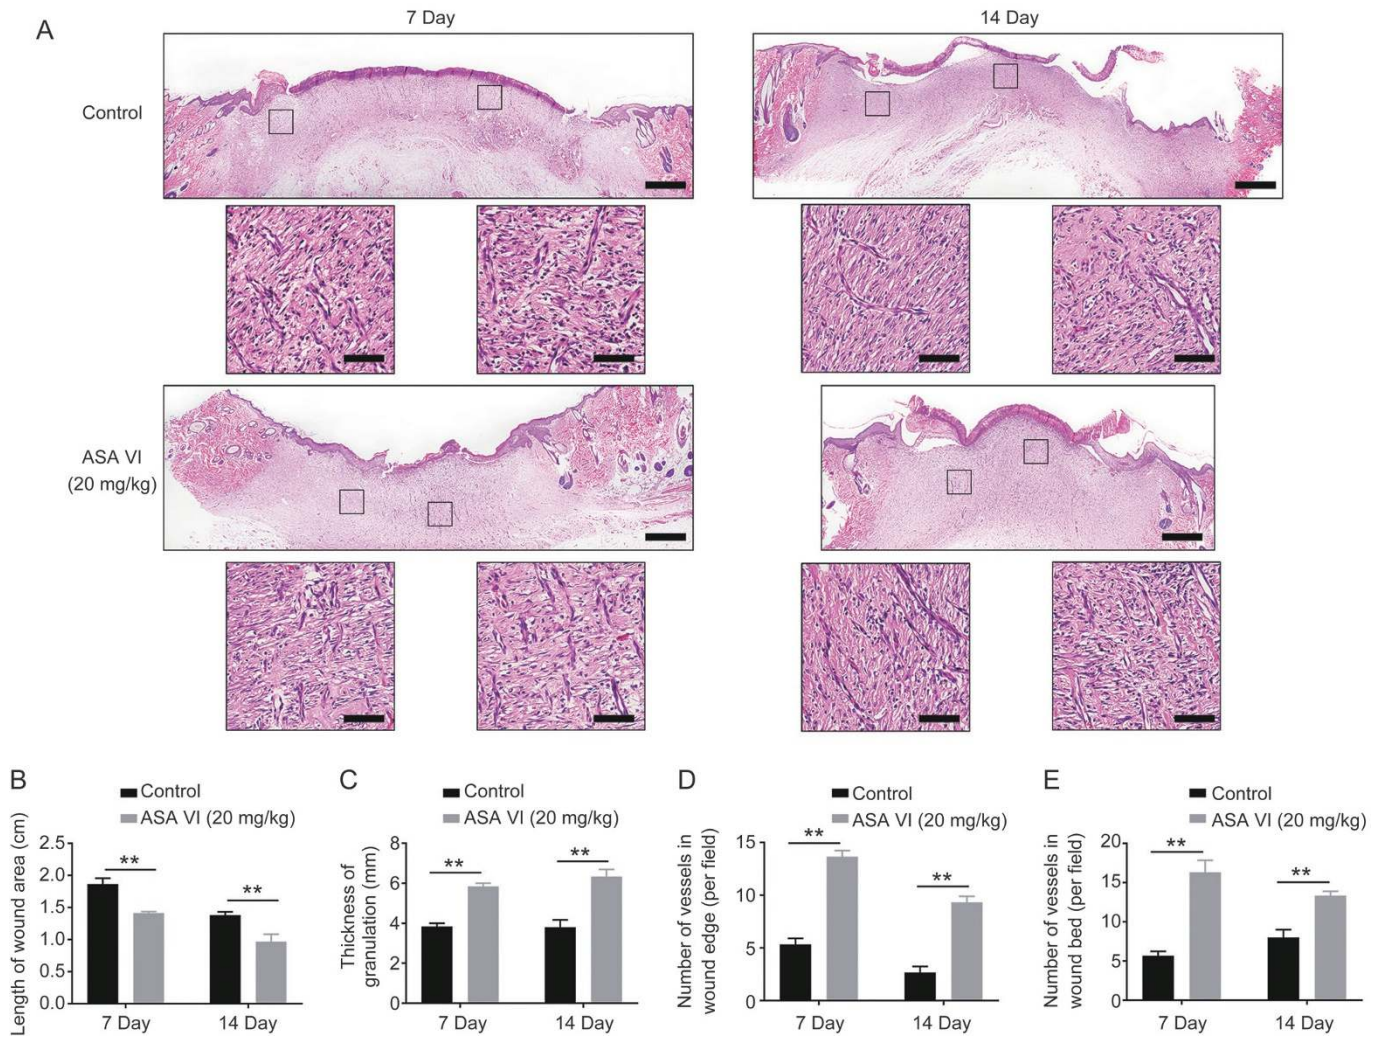 A
7 Day
14 Day
Control
ASA VI
(20 mg/kg)
B
Control
ASA VI (20 mg/kg)
Length of wound area (cm)
2.5
2.0
1.5
1.0
0.5
0.0
**
**
7 Day
14 Day
C
Control
ASA VI (20 mg/kg)
Thickness of
granulation (mm)
8
6
4
2
0
**
**
7 Day
14 Day
D
Control
ASA VI (20 mg/kg)
Number of vessels in
wound edge (per field)
15
10
5
0
**
**
7 Day
14 Day
E
Control
ASA VI (20 mg/kg)
Number of vessels in
wound bed (per field)
20
15
10
5
0
**
**
7 Day
14 Day